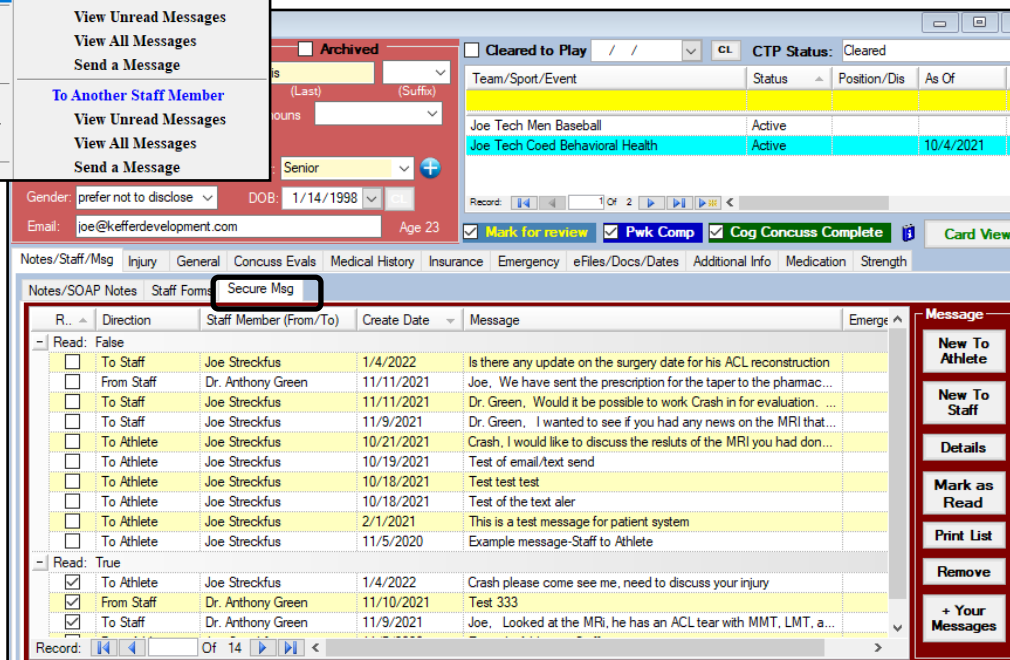 View Unread Messages
View All Messages
Send a Message
To Another Staff Member
View Unread Messages
View All Messages
Send a Message
Archived
(Last) (Suffix)
Senior
Gender: prefer not to disclose DOB: 1/14/1998 CL
Email: joe@kefferdevelopment.com Age 23
Cleared to Play / / CL CTP Status: Cleared
Team/Sport/Event Status Position/Dis As Of
Joe Tech Men Baseball Active
Joe Tech Coed Behavioral Health Active 10/4/2021
Record: 1 Of 2
Mark for review Pwk Comp Cog Concuss Complete Card View
Notes/Staff/Msg Injury General Concuss Evals Medical History Insurance Emergency eFiles/Docs/Dates Additional Info Medication Strength
Notes/SOAP Notes Staff Forms Secure Msg
R.. Direction Staff Member (From/To) Create Date Message Emerge
Read: False
To Staff Joe Streckfus 1/4/2022 Is there any update on the surgery date for his ACL reconstruction
From Staff Dr. Anthony Green 11/11/2021 Joe, We have sent the prescription for the taper to the pharmac...
To Staff Joe Streckfus 11/11/2021 Dr. Green, Would it be possible to work Crash in for evaluation. ...
To Staff Joe Streckfus 11/9/2021 Dr. Green, I wanted to see if you had any news on the MRI that...
To Athlete Joe Streckfus 10/21/2021 Crash, I would like to discuss the resluts of the MRI you had don...
To Athlete Joe Streckfus 10/19/2021 Test of email/text send
To Athlete Joe Streckfus 10/18/2021 Test test test
To Athlete Joe Streckfus 10/18/2021 Test of the text aler
To Athlete Joe Streckfus 2/1/2021 This is a test message for patient system
To Athlete Joe Streckfus 11/5/2020 Example message-Staff to Athlete
Read: True
To Athlete Joe Streckfus 1/4/2022 Crash please come see me, need to discuss your injury
From Staff Dr. Anthony Green 11/10/2021 Test 333
To Staff Dr. Anthony Green 11/9/2021 Joe, Looked at the MRi, he has an ACL tear with MMT, LMT, a...
Record: Of 14
Message
New To
Athlete
New To
Staff
Details
Mark as
Read
Print List
Remove
+ Your
Messages